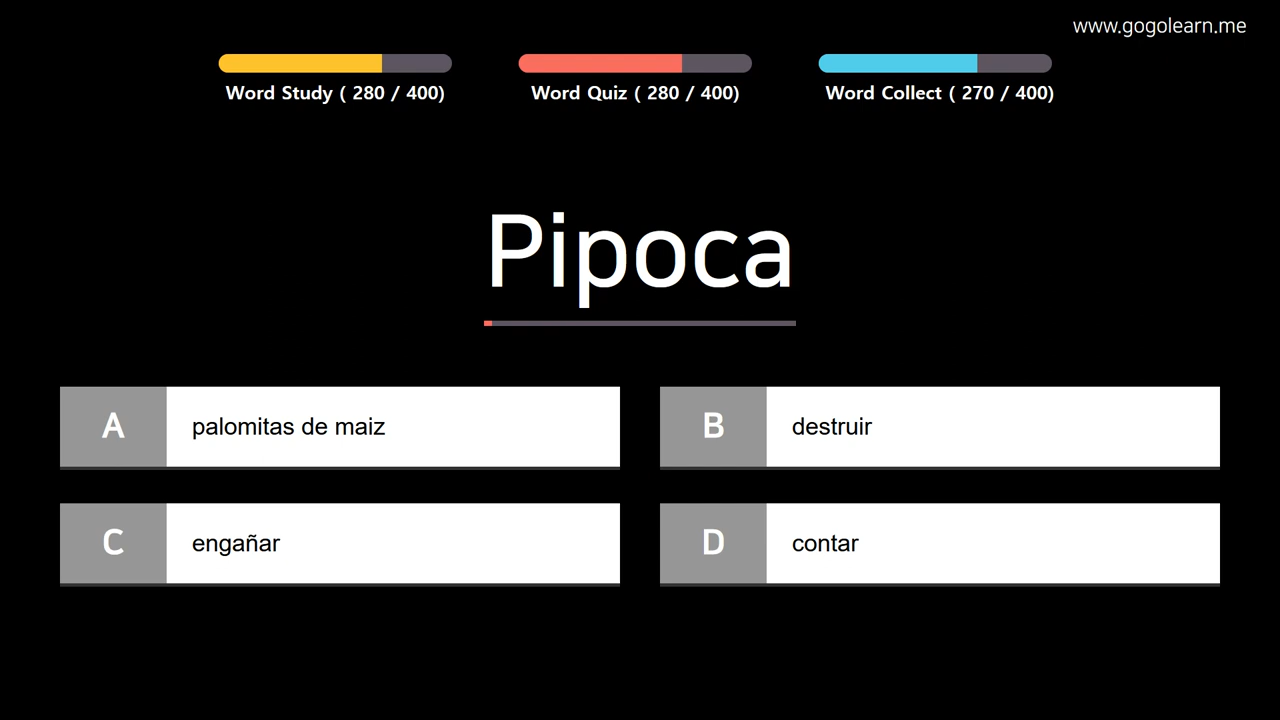 www.gogolearn.me
Word Study ( 280 / 400)
Word Quiz ( 280 / 400)
Word Collect ( 270 / 400)
Pipoca
A palomitas de maiz
B destruir
C engañar
D contar